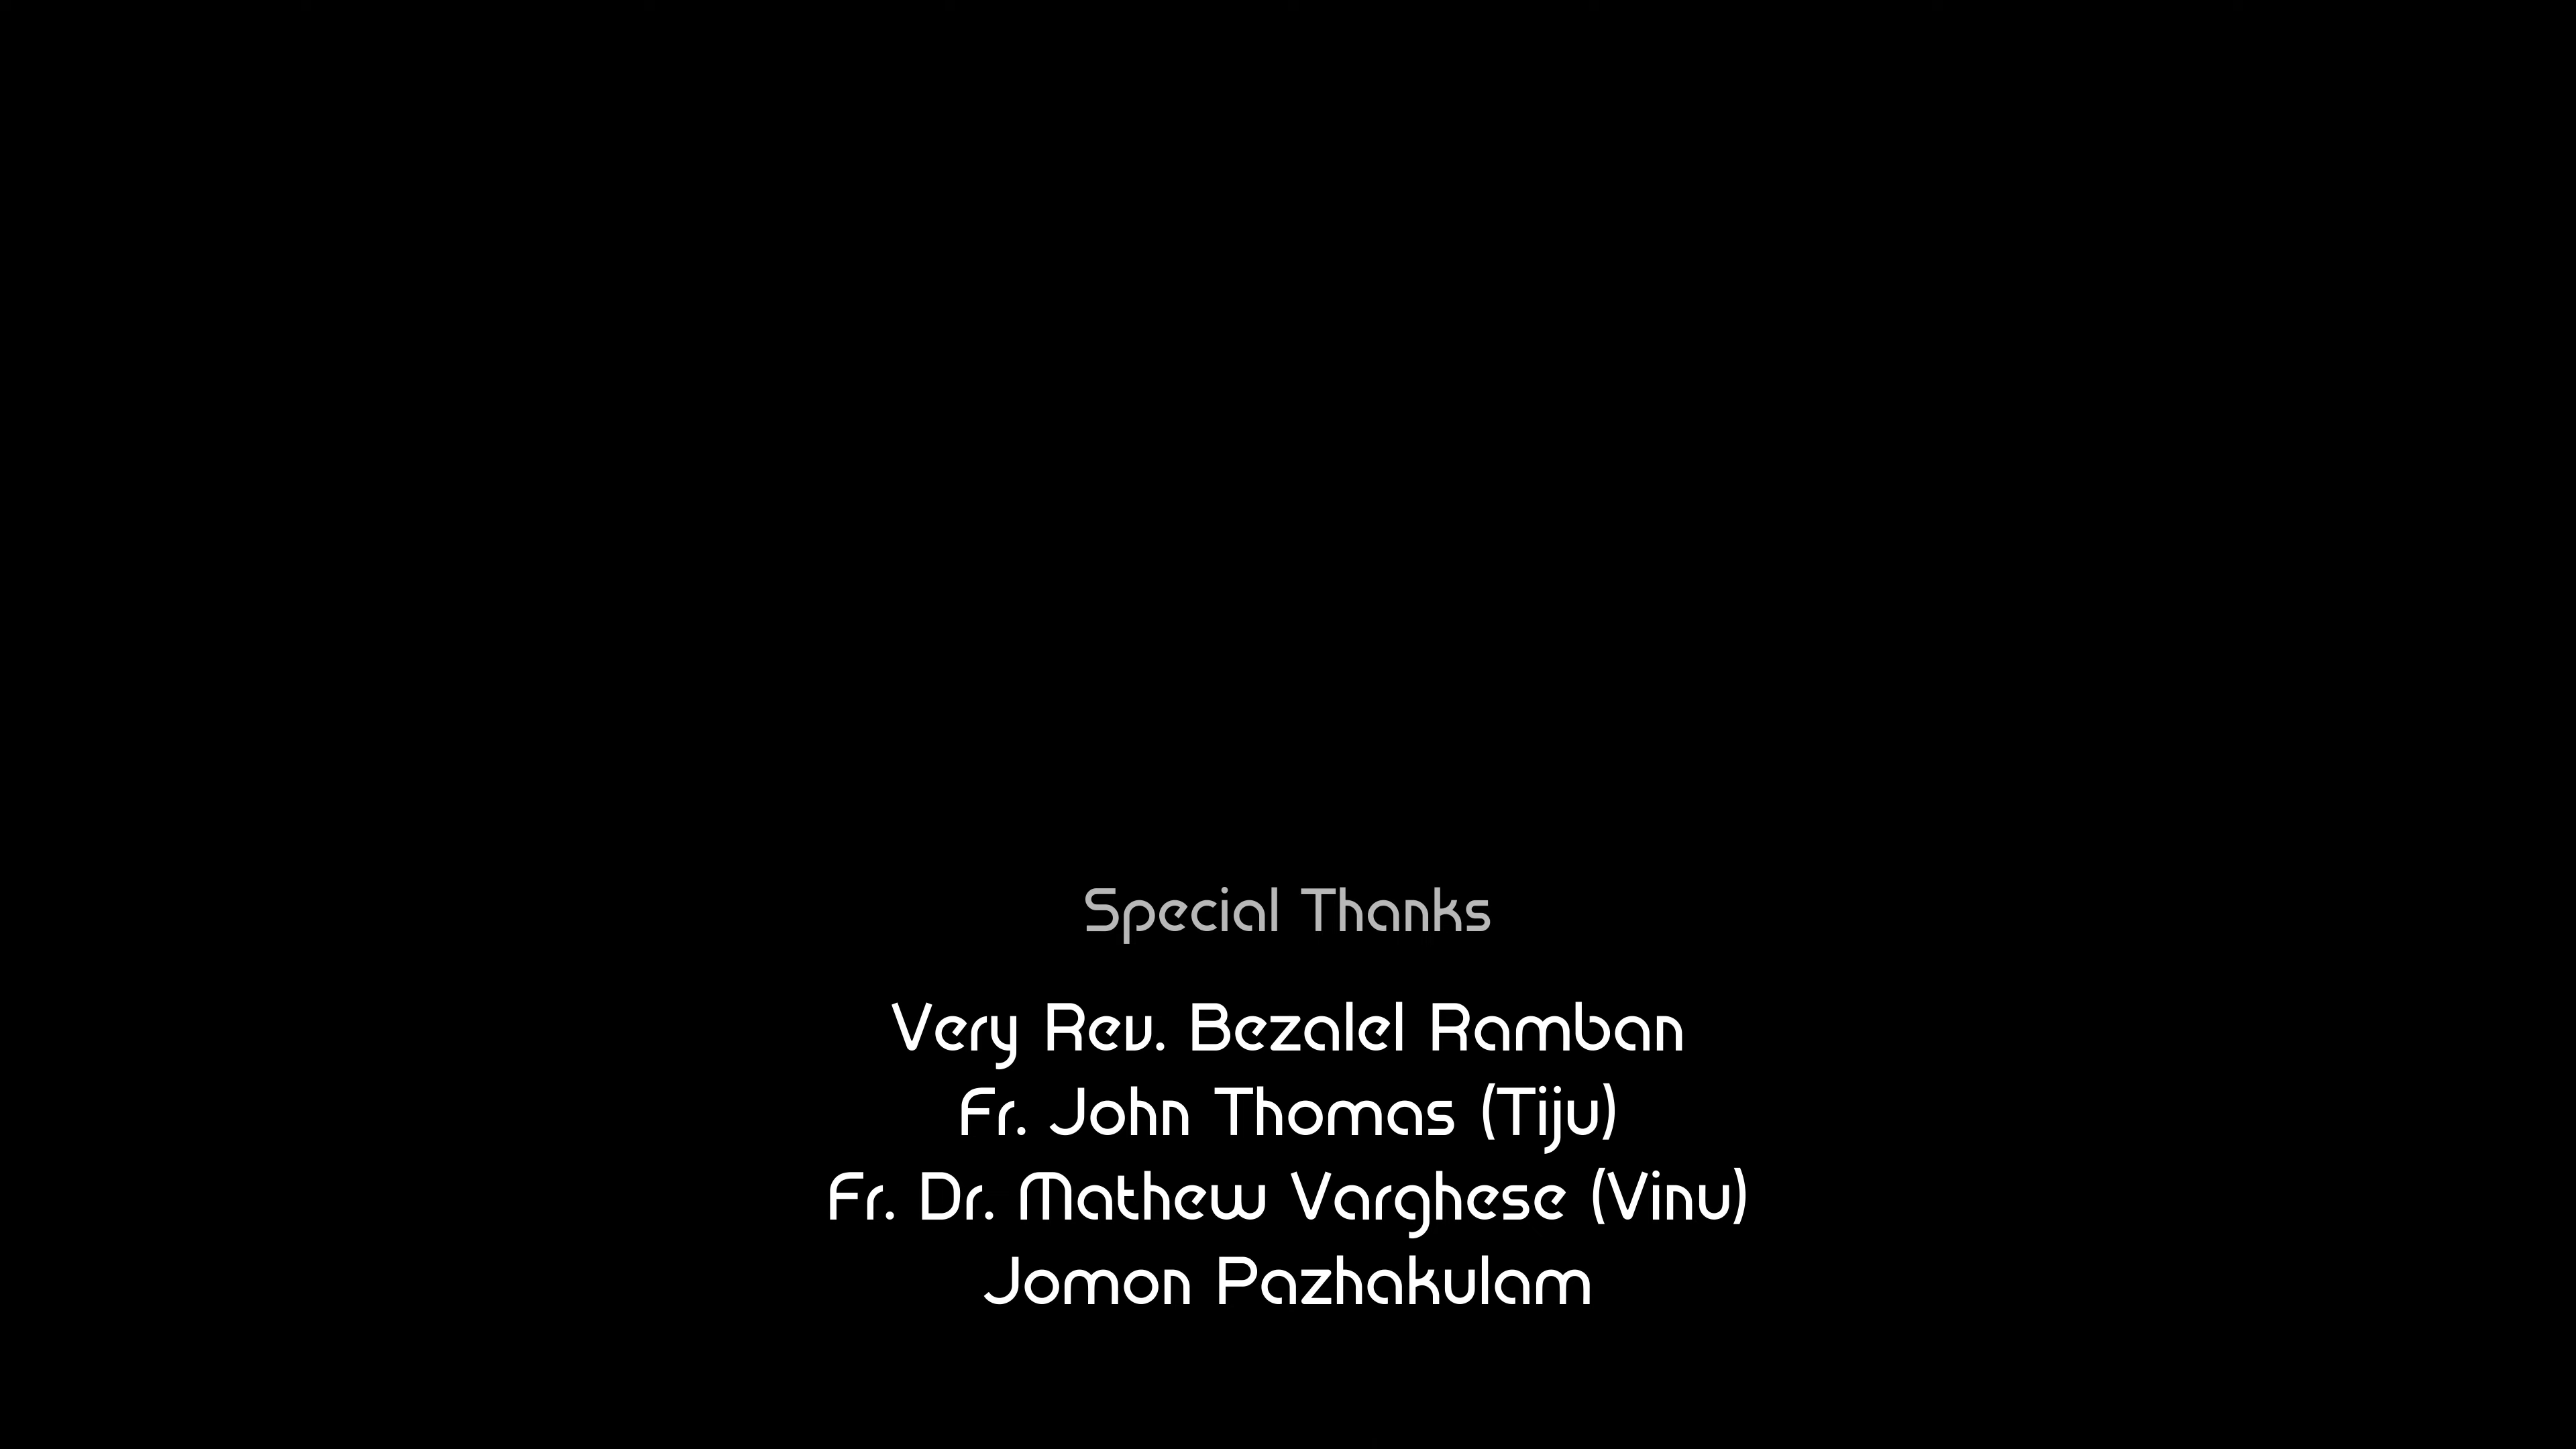 Special Thanks
Very Rev. Bezalel Ramban
Fr. John Thomas (Tiju)
Fr. Dr. Mathew Varghese (Vinu)
Jomon Pazhakulam